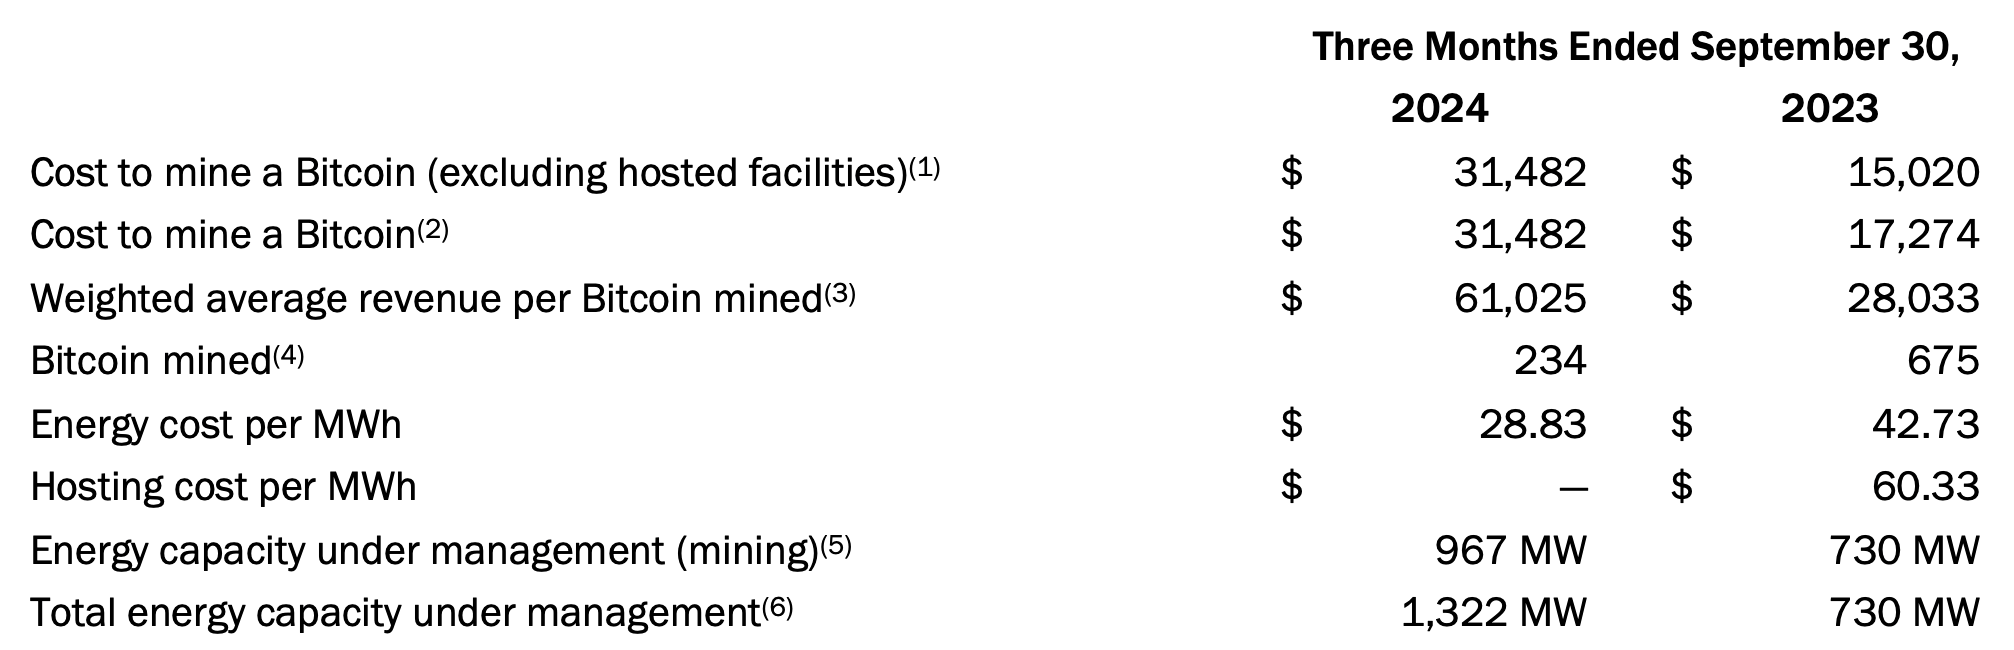 Three Months Ended September 30,
2024 2023
Cost to mine a Bitcoin (excluding hosted facilities)(1) $ 31,482 $ 15,020
Cost to mine a Bitcoin(2) $ 31,482 $ 17,274
Weighted average revenue per Bitcoin mined(3) $ 61,025 $ 28,033
Bitcoin mined(4) 234 675
Energy cost per MWh $ 28.83 $ 42.73
Hosting cost per MWh $ — $ 60.33
Energy capacity under management (mining)(5) 967 MW 730 MW
Total energy capacity under management(6) 1,322 MW 730 MW